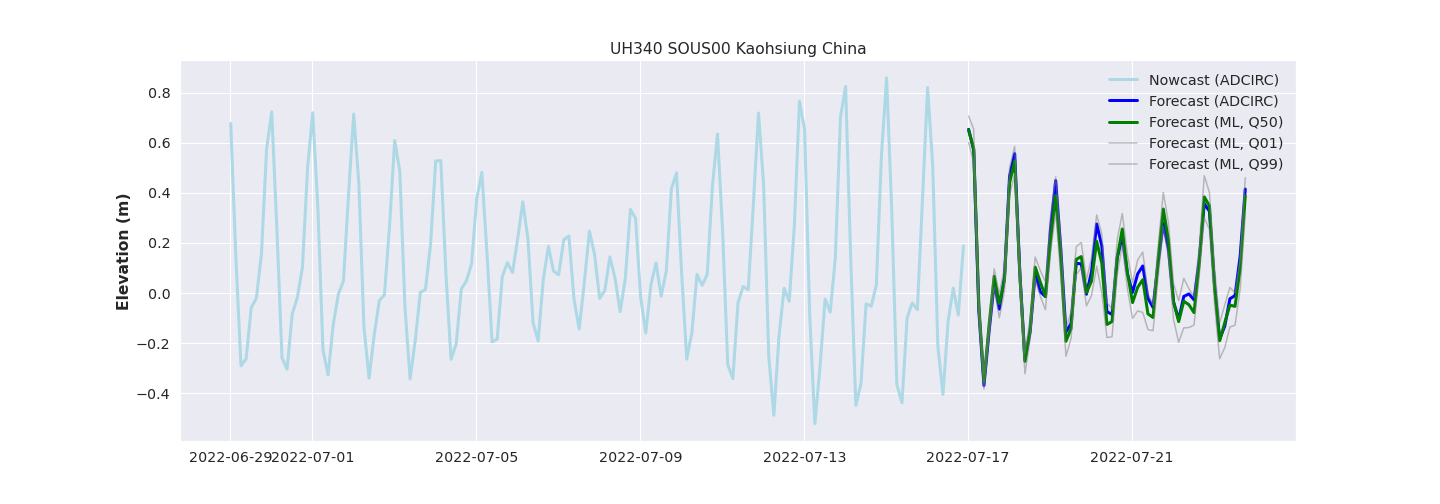 UH340 SOUS00 Kaohsiung China
Nowcast (ADCIRC)
Forecast (ADCIRC)
Forecast (ML, Q50)
Forecast (ML, Q01)
Forecast (ML, Q99)
Elevation (m)
0.8
0.6
0.4
0.2
0.0
−0.2
−0.4
2022-06-29 2022-07-01 2022-07-05 2022-07-09 2022-07-13 2022-07-17 2022-07-21